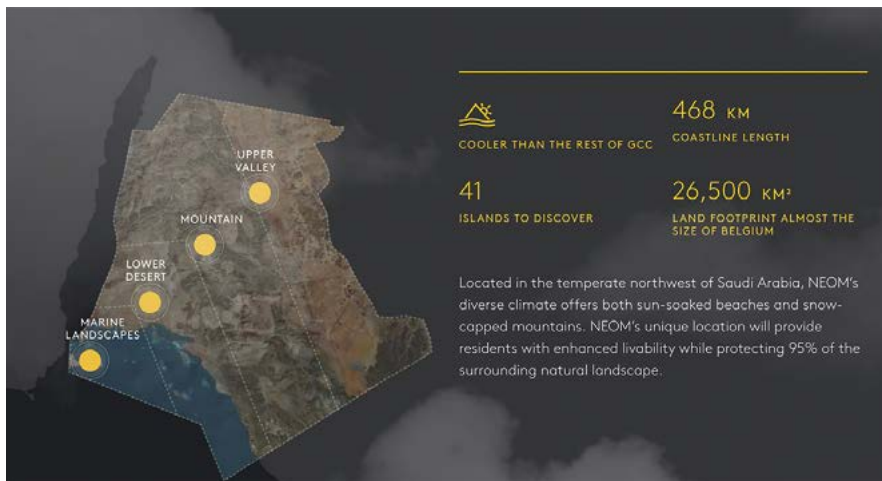 UPPER
VALLEY
MOUNTAIN
LOWER
DESERT
MARINE
LANDSCAPES
COOLER THAN THE REST OF GCC
468 KM
COASTLINE LENGTH
41
ISLANDS TO DISCOVER
26,500 KM²
LAND FOOTPRINT ALMOST THE
SIZE OF BELGIUM
Located in the temperate northwest of Saudi Arabia, NEOM's
diverse climate offers both sun-soaked beaches and snow-
capped mountains. NEOM's unique location will provide
residents with enhanced livability while protecting 95% of the
surrounding natural landscape.